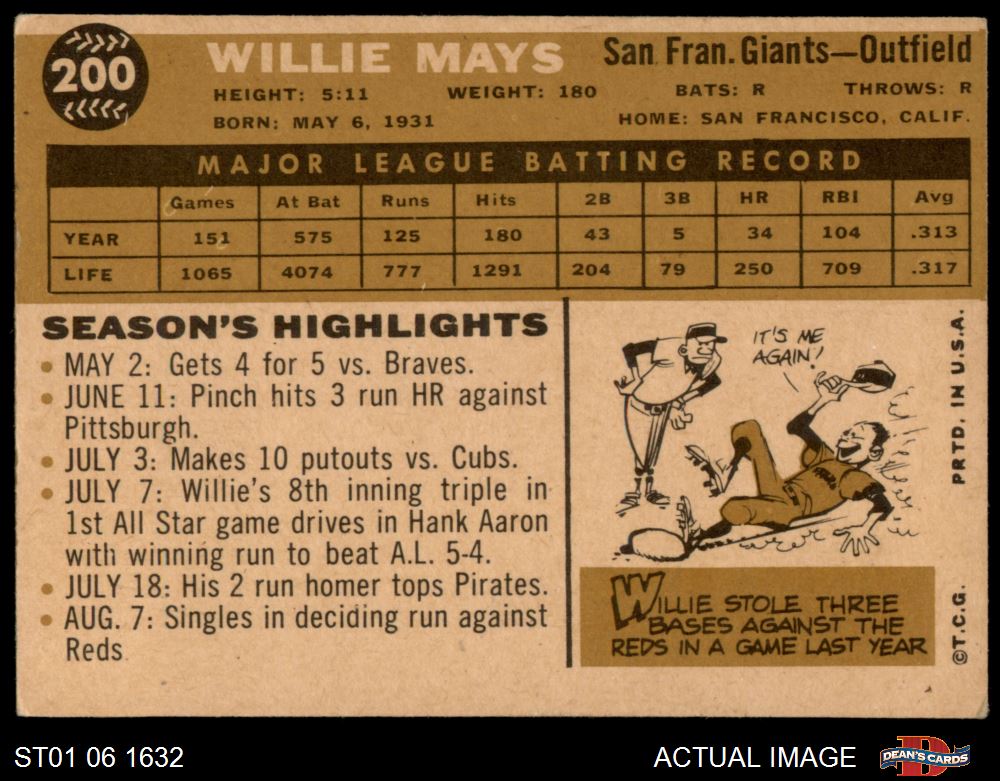 200
WILLIE MAYS
San Fran. Giants—Outfield
HEIGHT: 5:11 WEIGHT: 180 BATS: R THROWS: R
BORN: MAY 6, 1931 HOME: SAN FRANCISCO, CALIF.
MAJOR LEAGUE BATTING RECORD
Games At Bat Runs Hits 2B 3B HR RBI Avg
YEAR 151 575 125 180 43 5 34 104 .313
LIFE 1065 4074 777 1291 204 79 250 709 .317
SEASON'S HIGHLIGHTS
• MAY 2: Gets 4 for 5 vs. Braves.
• JUNE 11: Pinch hits 3 run HR against
Pittsburgh.
• JULY 3: Makes 10 putouts vs. Cubs.
• JULY 7: Willie's 8th inning triple in
1st All Star game drives in Hank Aaron
with winning run to beat A.L. 5-4.
• JULY 18: His 2 run homer tops Pirates.
• AUG. 7: Singles in deciding run against
Reds.
IT'S ME
AGAIN!
WILLIE STOLE THREE
BASES AGAINST THE
REDS IN A GAME LAST YEAR
©T.C.G. PRTD. IN U.S.A.
ST01 06 1632
ACTUAL IMAGE
D
DEAN'S CARDS